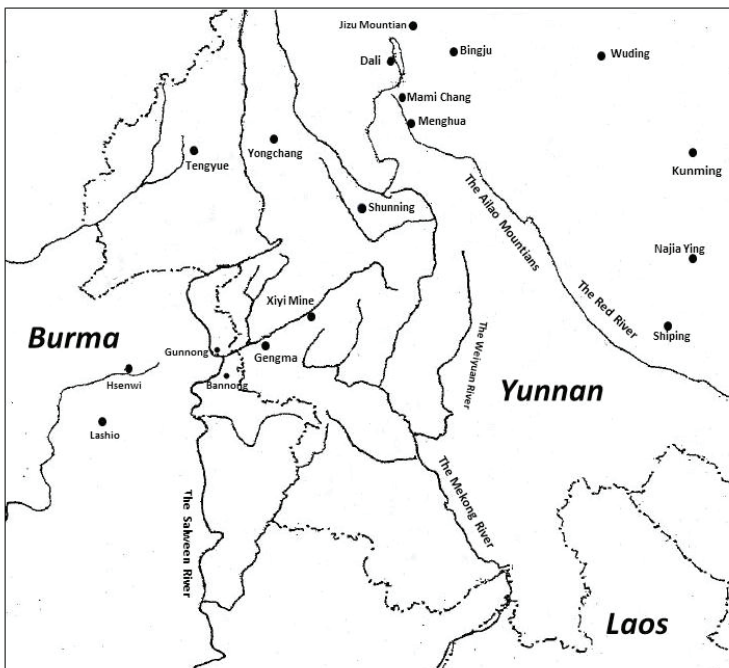 Jizu Mountian
Bingju
Wuding
Dali
Mami Chang
Menghua
Tengyue
Yongchang
Kunming
Shunning
The Ailao Mountians
Najia Ying
The Red River
Xiyi Mine
Shiping
Burma
Gunnong
Gengma
The Weiyuan River
Hsenwi
Bannong
Yunnan
Lashio
The Mekong River
The Salween River
Laos